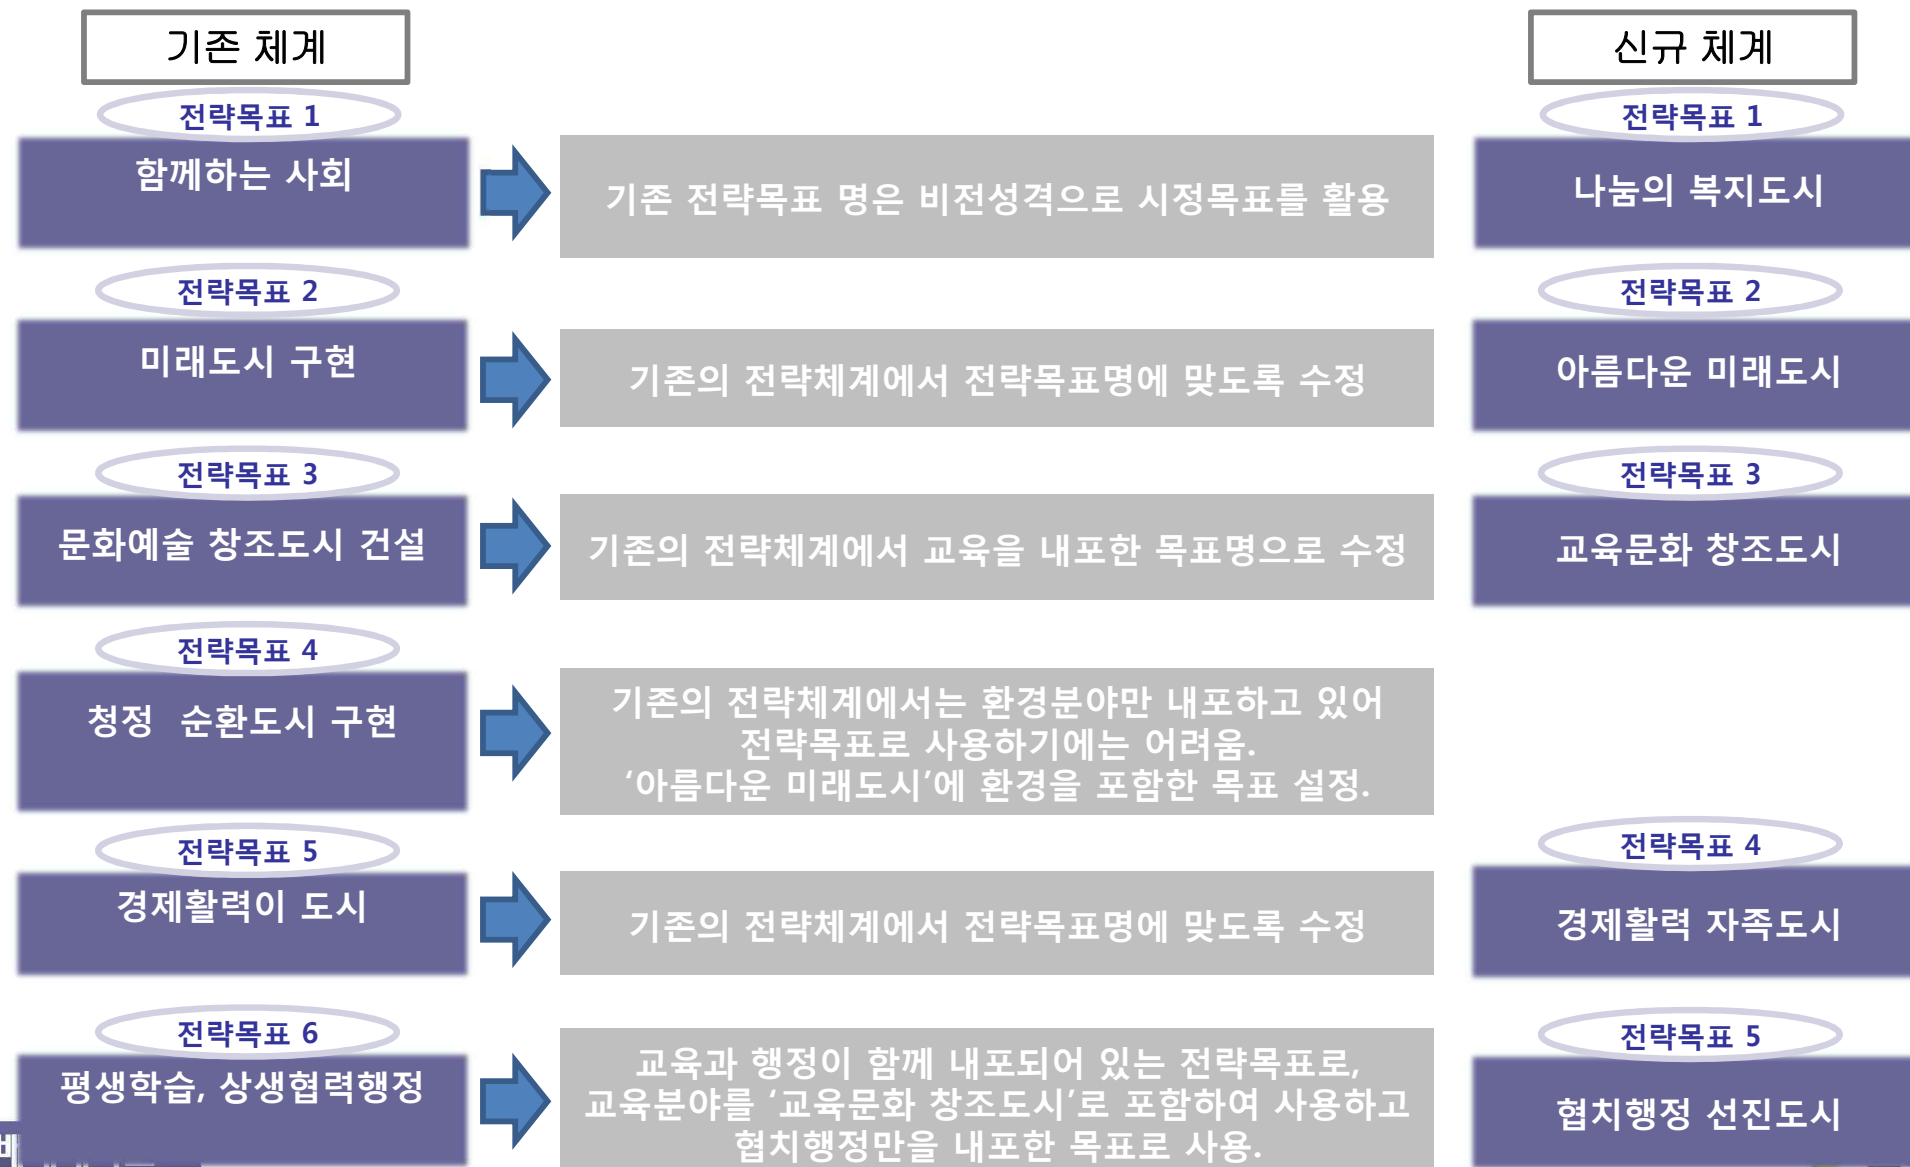 기존 체계
신규 체계
전략목표 1
함께하는 사회
기존 전략목표 명은 비전성격으로 시정목표를 활용
전략목표 1
나눔의 복지도시
전략목표 2
미래도시 구현
기존의 전략체계에서 전략목표명에 맞도록 수정
전략목표 2
아름다운 미래도시
전략목표 3
문화예술 창조도시 건설
기존의 전략체계에서 교육을 내포한 목표명으로 수정
전략목표 3
교육문화 창조도시
전략목표 4
청정 순환도시 구현
기존의 전략체계에서는 환경분야만 내포하고 있어
전략목표로 사용하기에는 어려움.
‘아름다운 미래도시’에 환경을 포함한 목표 설정.
전략목표 5
경제활력이 도시
기존의 전략체계에서 전략목표명에 맞도록 수정
전략목표 4
경제활력 자족도시
전략목표 6
평생학습, 상생협력행정
교육과 행정이 함께 내포되어 있는 전략목표로,
교육분야를 ‘교육문화 창조도시’로 포함하여 사용하고
협치행정만을 내포한 목표로 사용.
전략목표 5
협치행정 선진도시